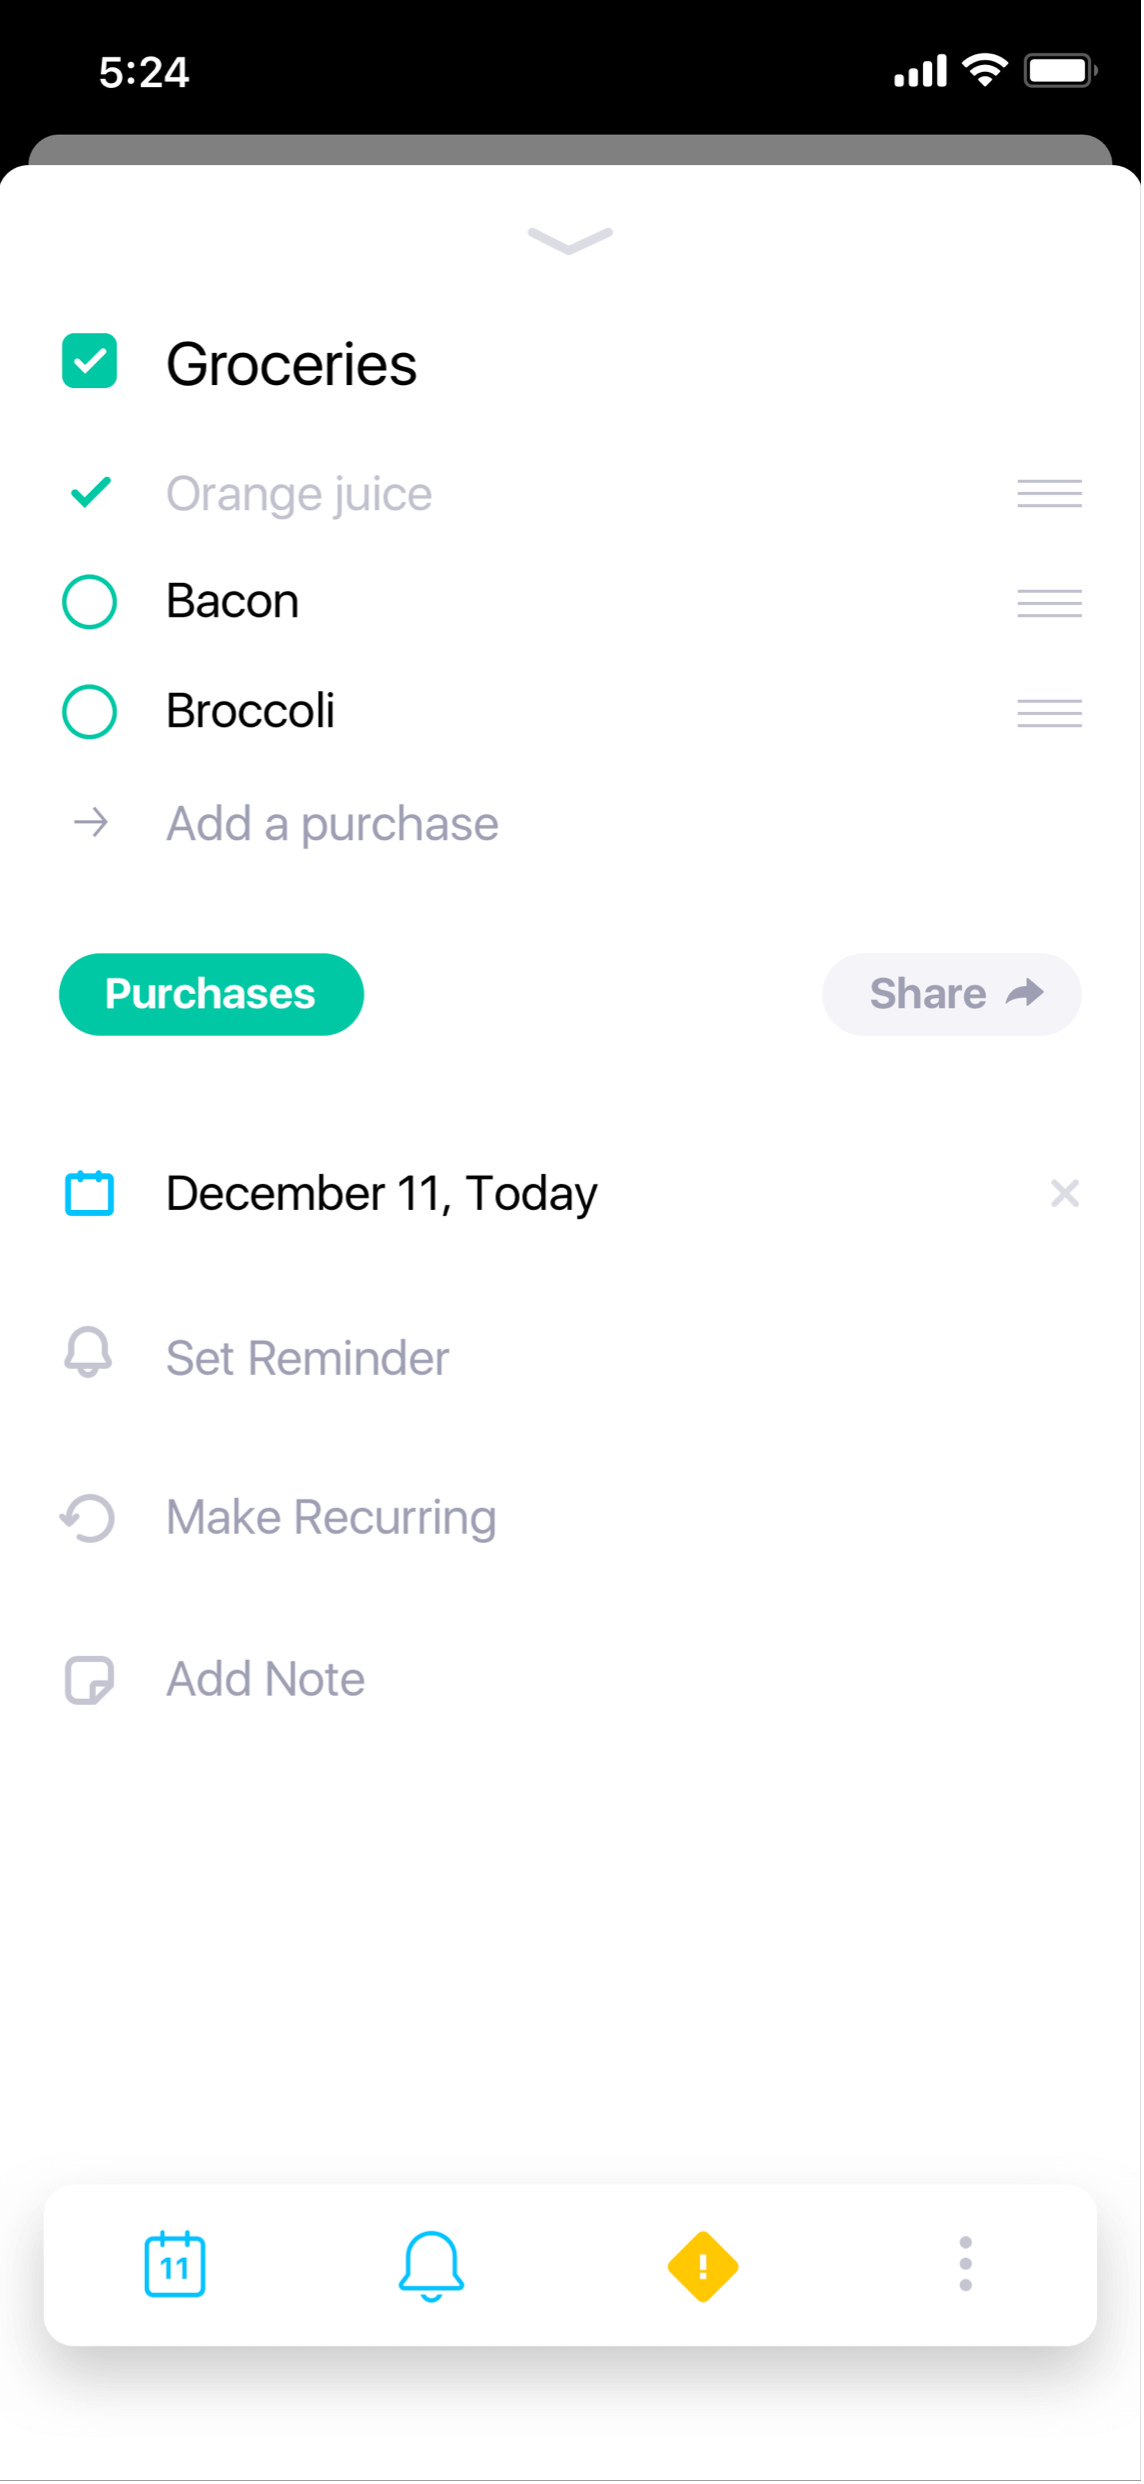 5:24
Groceries
Orange juice
Bacon
Broccoli
Add a purchase
Purchases
Share
December 11, Today
Set Reminder
Make Recurring
Add Note
11
!